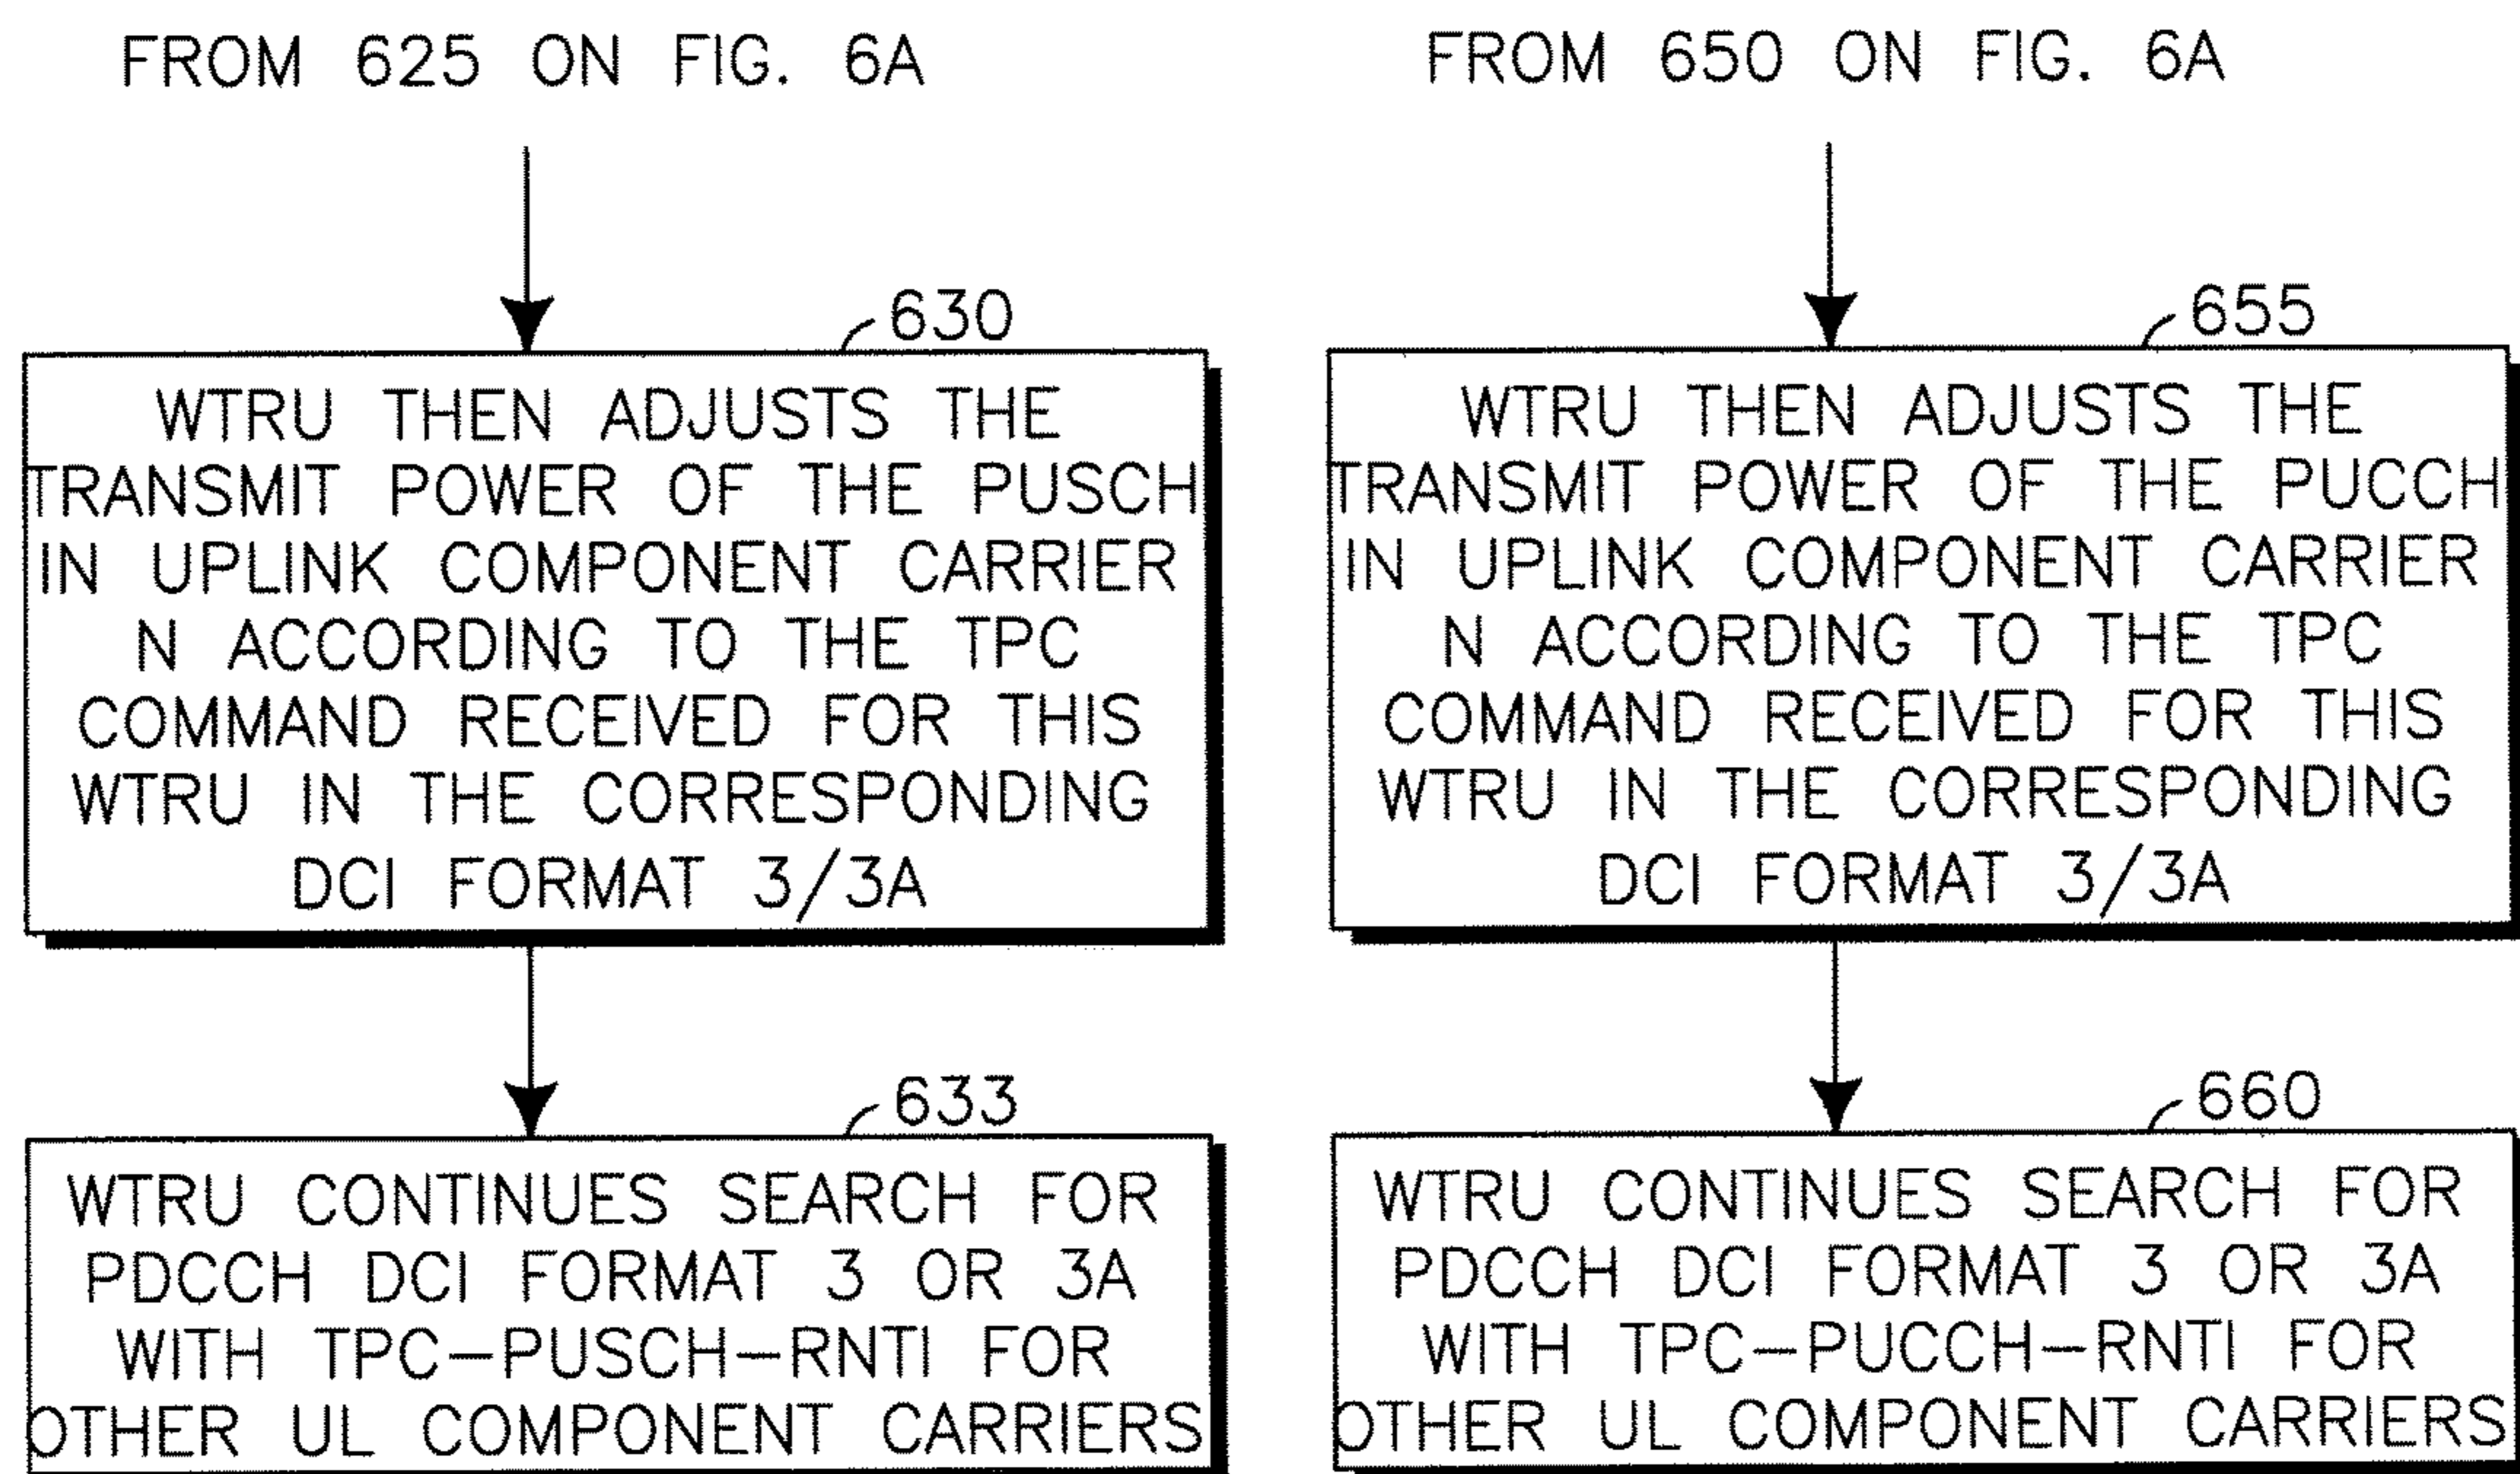 FROM 625 ON FIG. 6A
630
WTRU THEN ADJUSTS THE
TRANSMIT POWER OF THE PUSCH
IN UPLINK COMPONENT CARRIER
N ACCORDING TO THE TPC
COMMAND RECEIVED FOR THIS
WTRU IN THE CORRESPONDING
DCI FORMAT 3/3A
633
WTRU CONTINUES SEARCH FOR
PDCCH DCI FORMAT 3 OR 3A
WITH TPC-PUSCH-RNTI FOR
OTHER UL COMPONENT CARRIERS
FROM 650 ON FIG. 6A
655
WTRU THEN ADJUSTS THE
TRANSMIT POWER OF THE PUCCH
IN UPLINK COMPONENT CARRIER
N ACCORDING TO THE TPC
COMMAND RECEIVED FOR THIS
WTRU IN THE CORRESPONDING
DCI FORMAT 3/3A
660
WTRU CONTINUES SEARCH FOR
PDCCH DCI FORMAT 3 OR 3A
WITH TPC-PUCCH-RNTI FOR
OTHER UL COMPONENT CARRIERS